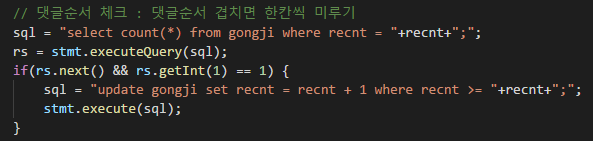 // 댓글순서 체크 : 댓글순서 겹치면 한칸씩 미루기
sql = "select count(*) from gongji where recnt = "+recnt+";";
rs = stmt.executeQuery(sql);
if(rs.next() && rs.getInt(1) == 1) {
    sql = "update gongji set recnt = recnt + 1 where recnt >= "+recnt+";";
    stmt.execute(sql);
}